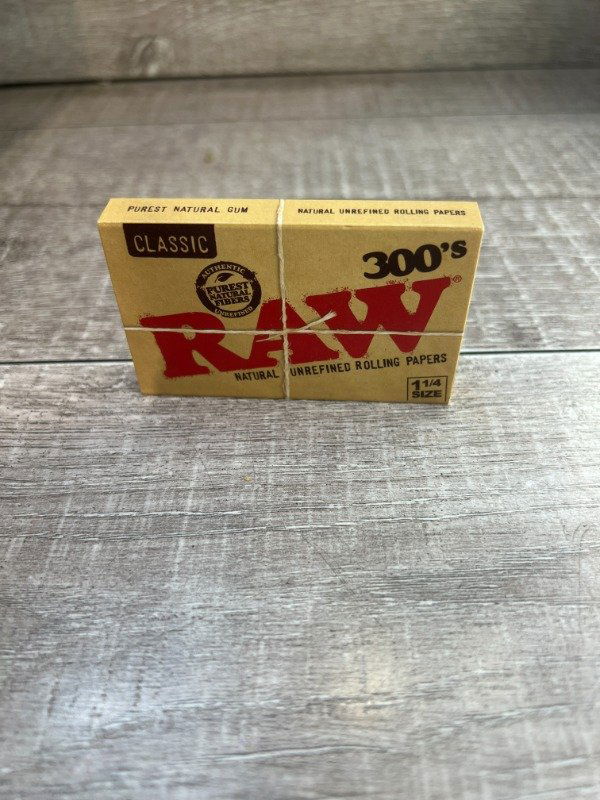 PUREST NATURAL GUM
NATURAL UNREFINED ROLLING PAPERS
CLASSIC
300's
AUTHENTIC
PUREST
NATURAL
FIBERS
UNREFINED
RAW®
NATURAL UNREFINED ROLLING PAPERS
1 1/4
SIZE